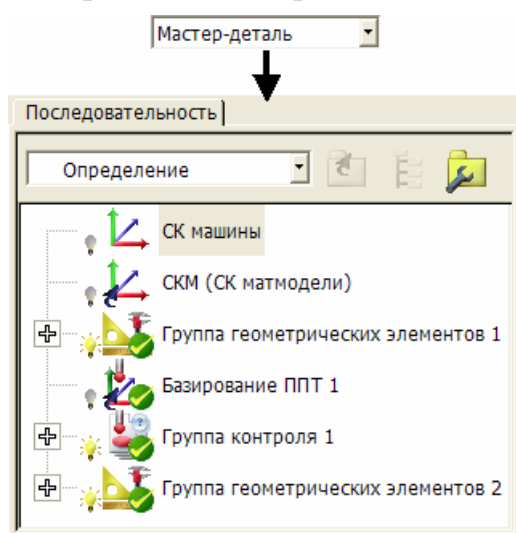 Мастер-деталь
Последовательность
Определение
СК машины
СКМ (СК матмодели)
Группа геометрических элементов 1
Базирование ППТ 1
Группа контроля 1
Группа геометрических элементов 2